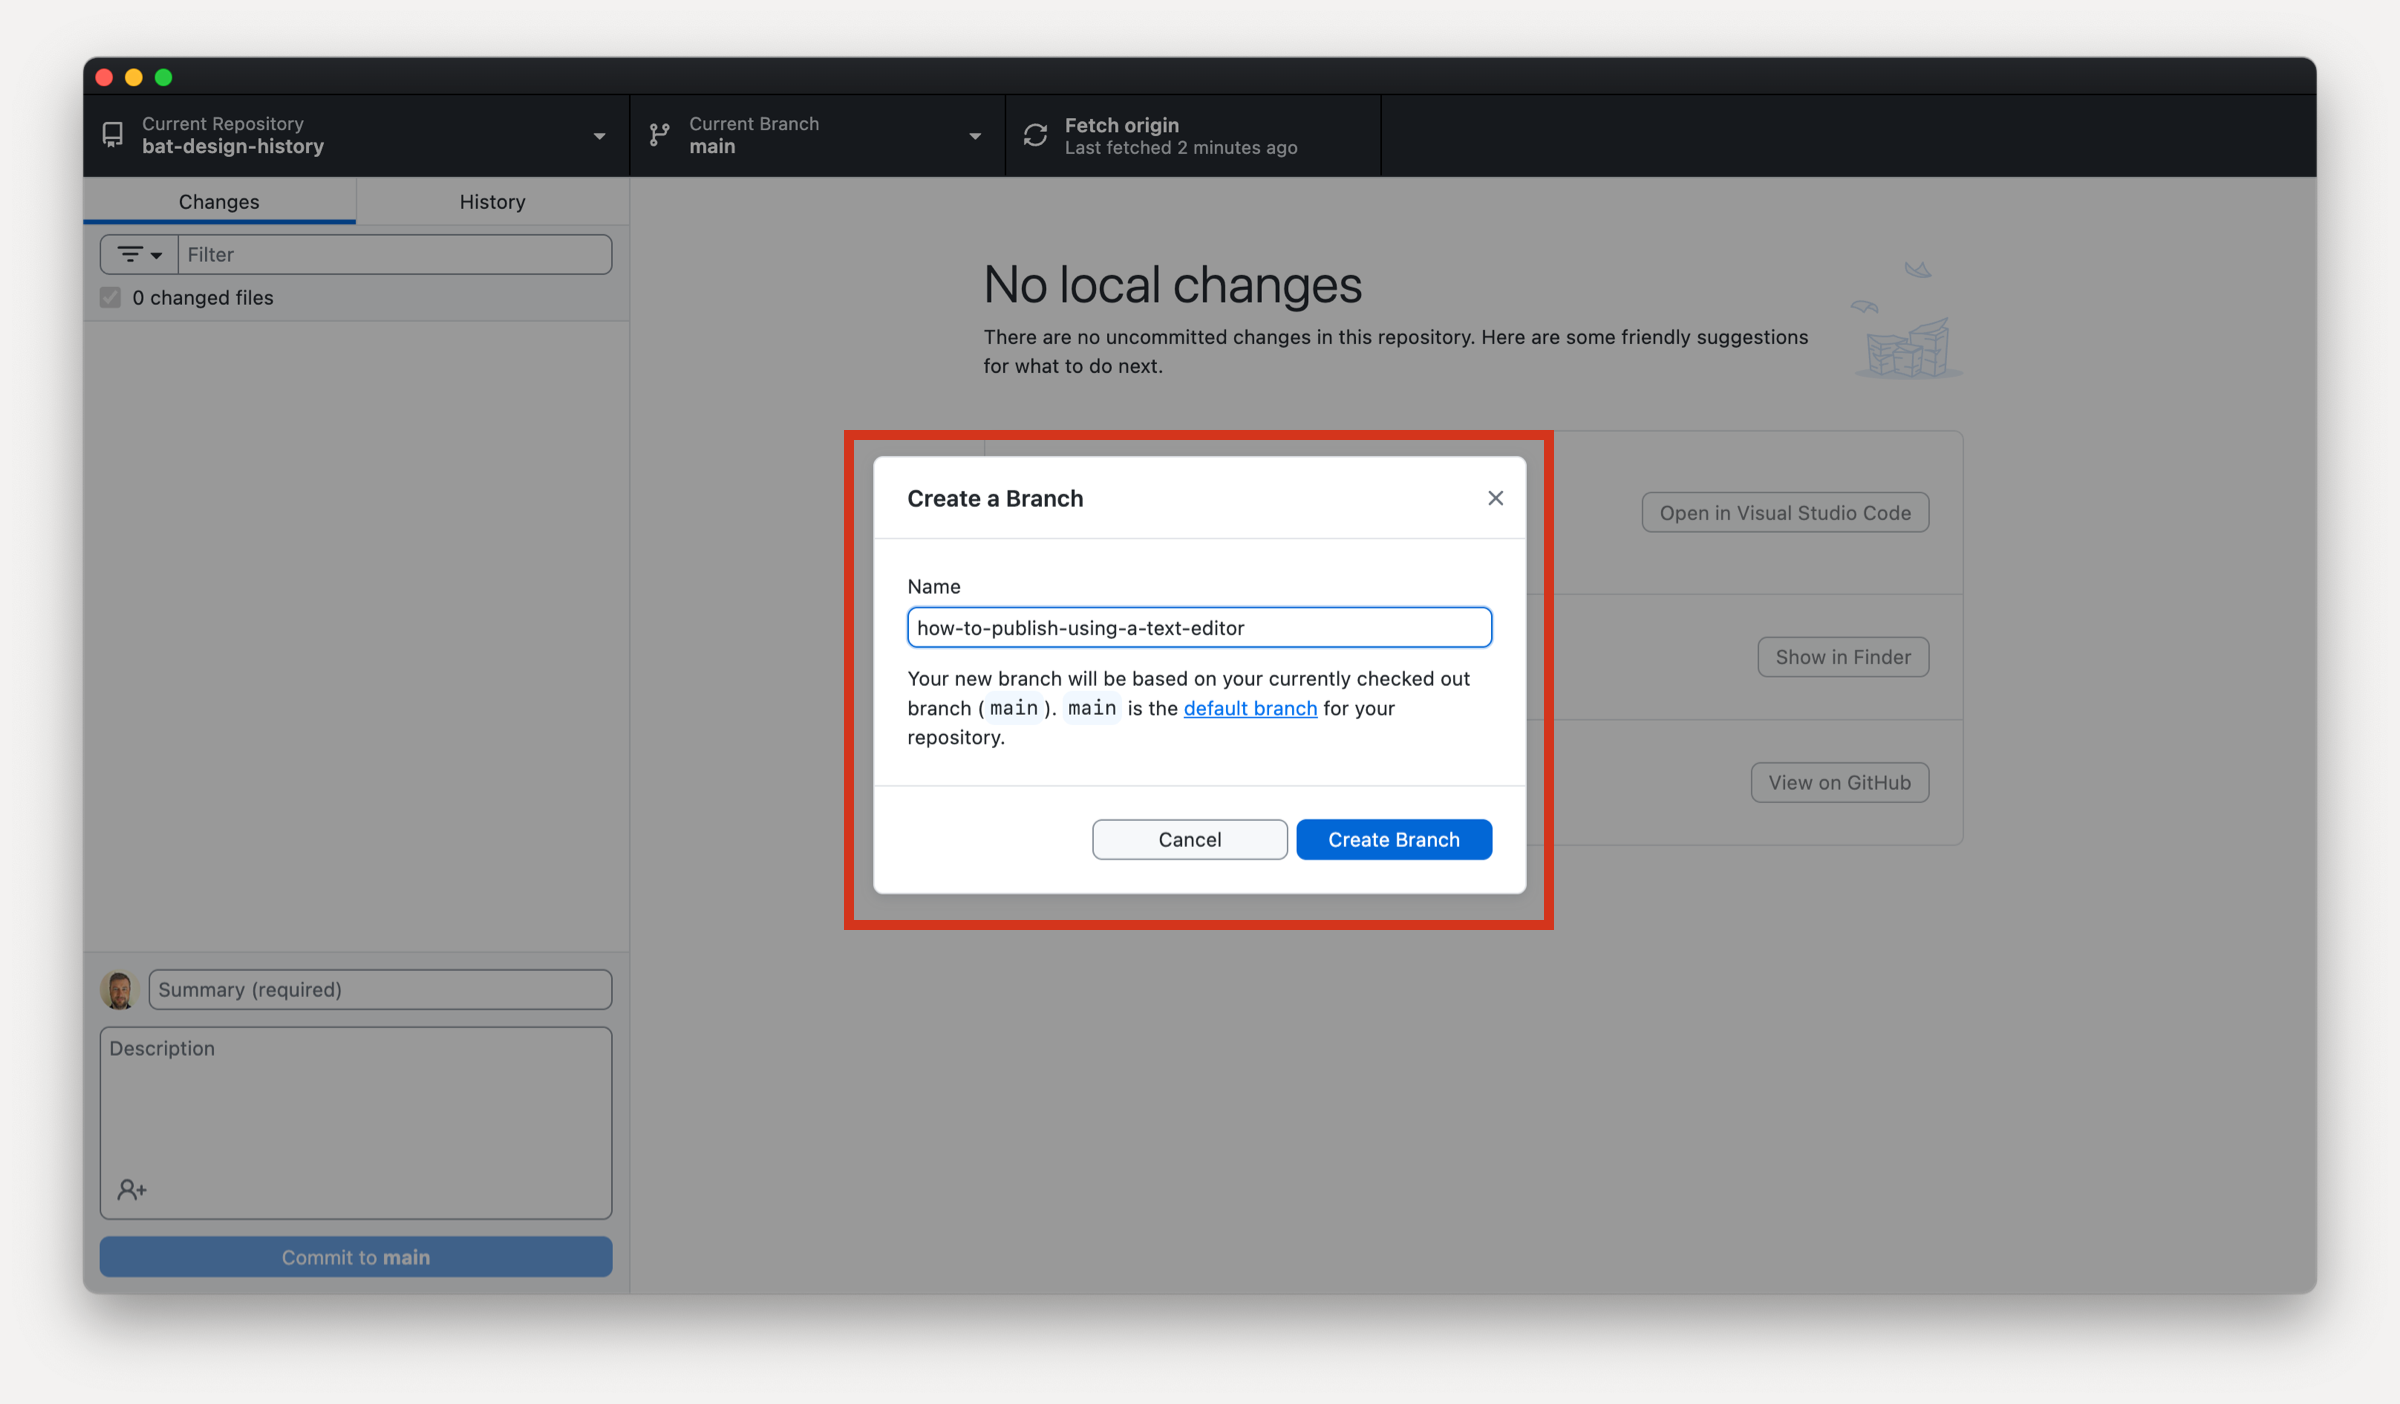 Current Repository
bat-design-history
Current Branch
main
Fetch origin
Last fetched 2 minutes ago
Changes
History
Filter
0 changed files
No local changes
There are no uncommitted changes in this repository. Here are some friendly suggestions
for what to do next.
Open in Visual Studio Code
Show in Finder
View on GitHub
Create a Branch
Name
how-to-publish-using-a-text-editor
Your new branch will be based on your currently checked out
branch (main). main is the default branch for your
repository.
Cancel
Create Branch
Summary (required)
Description
Commit to main